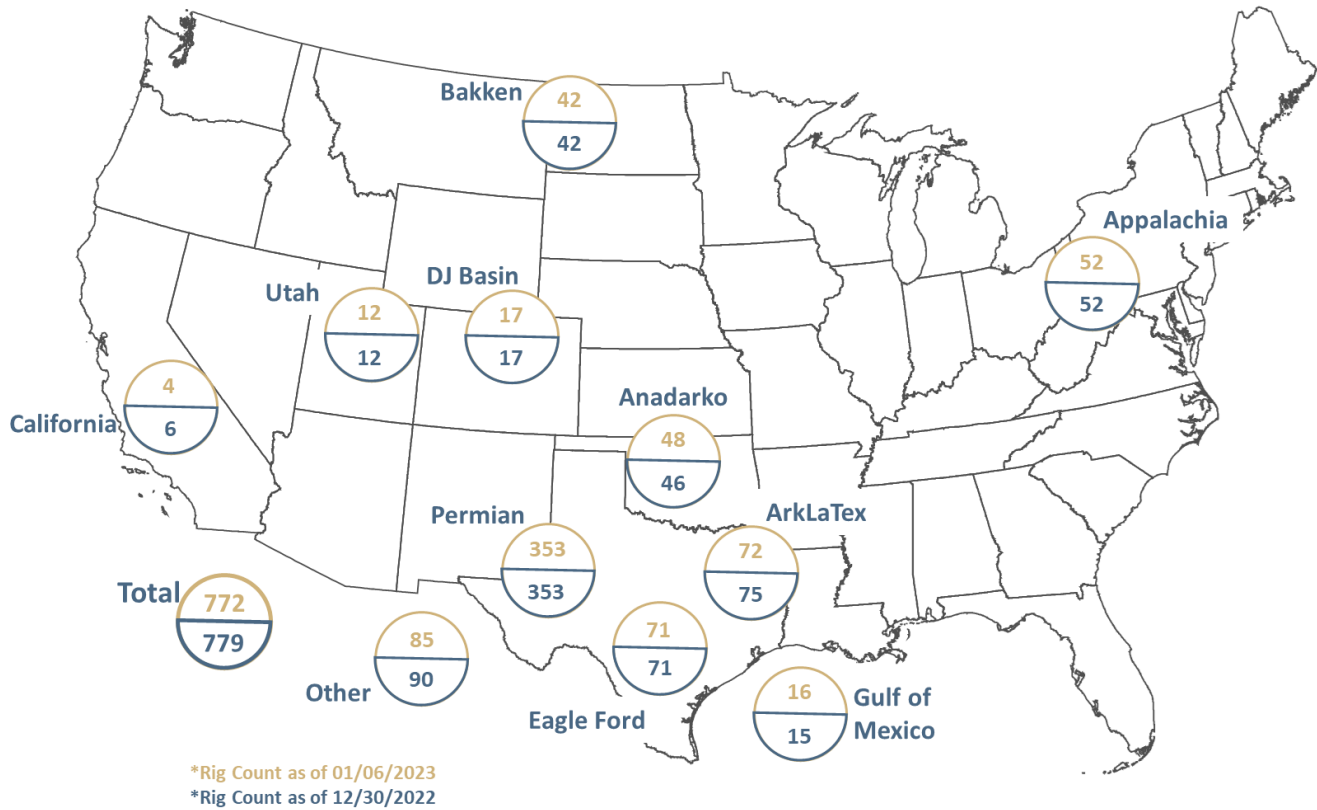 Bakken
42
42
Appalachia
52
52
DJ Basin
17
17
Utah
12
12
California
4
6
Anadarko
48
46
Permian
353
353
ArkLaTex
72
75
Total
772
779
Other
85
90
Eagle Ford
71
71
Gulf of
Mexico
16
15
*Rig Count as of 01/06/2023
*Rig Count as of 12/30/2022